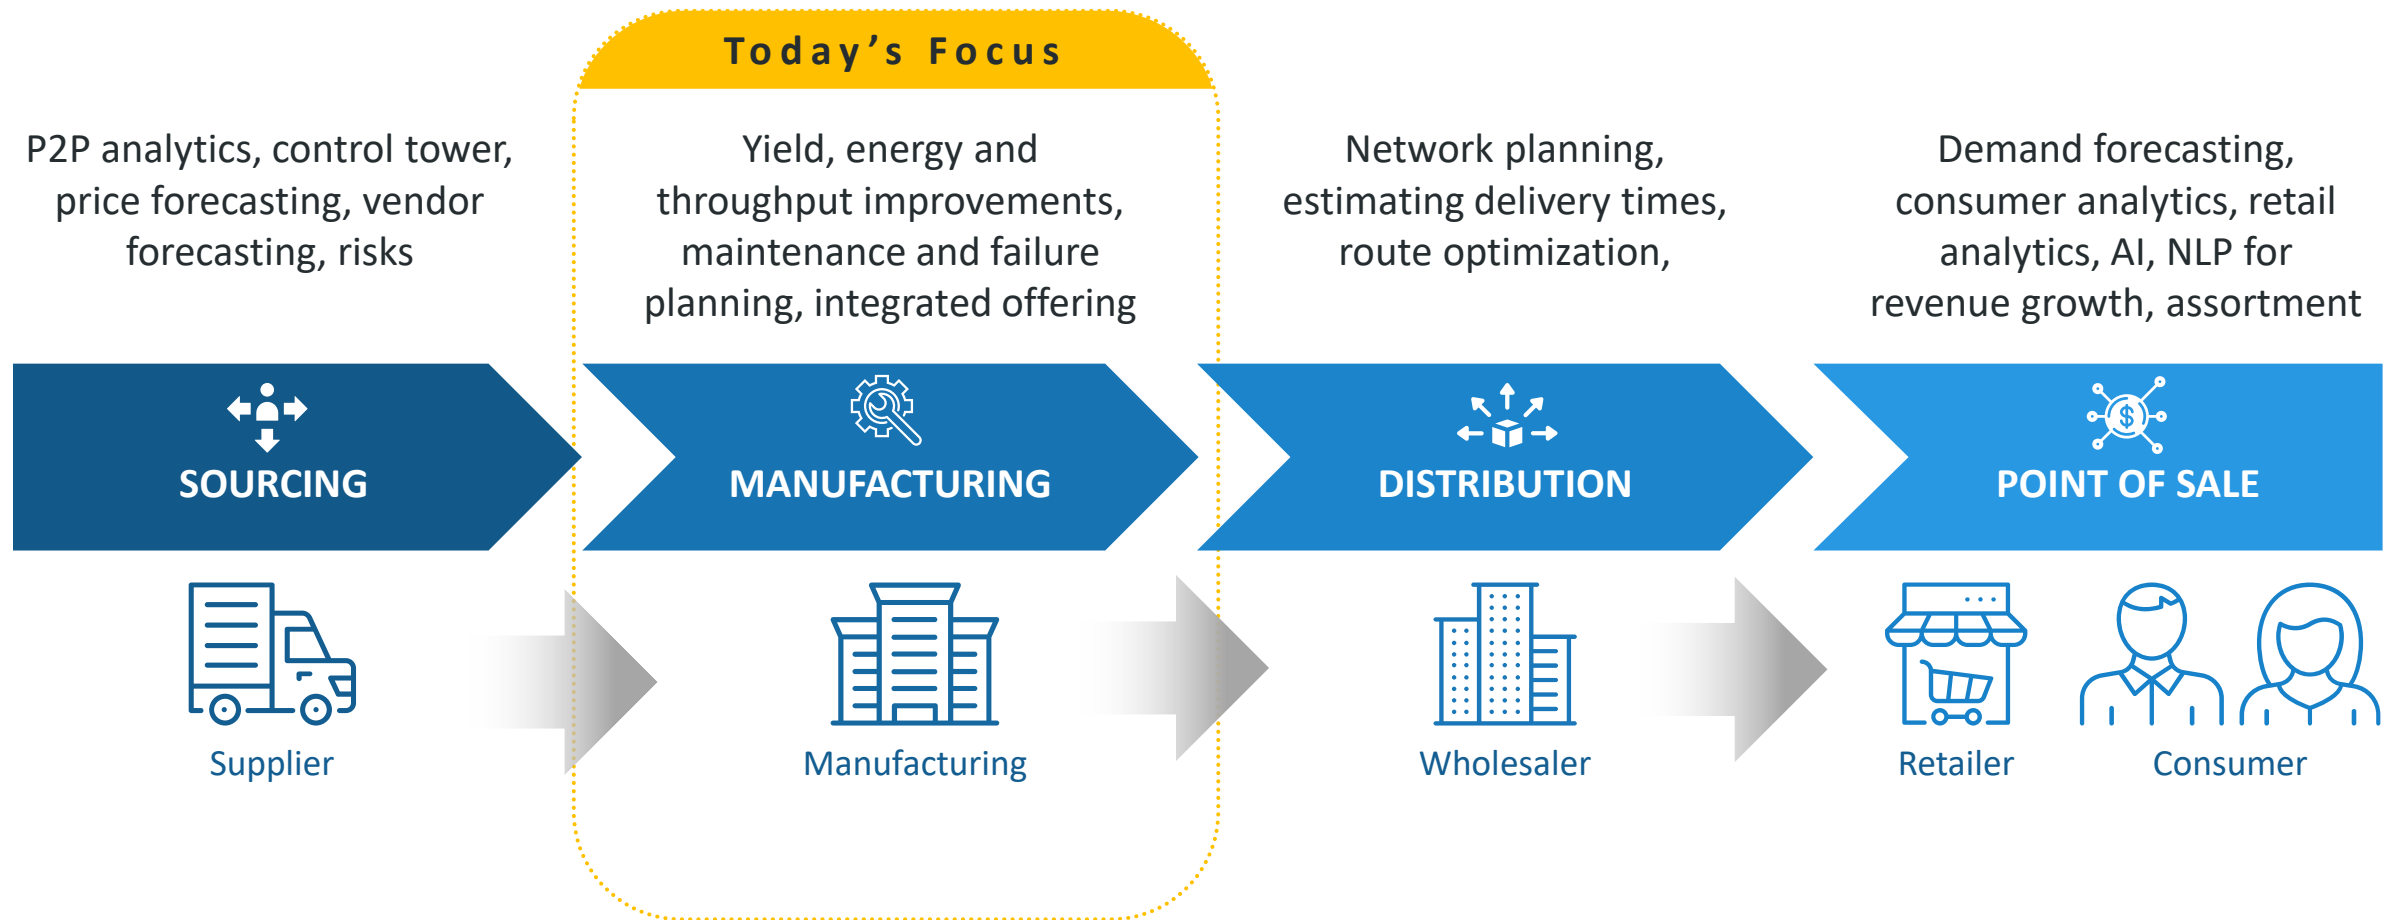 Today’s Focus
P2P analytics, control tower,
price forecasting, vendor
forecasting, risks
Yield, energy and
throughput improvements,
maintenance and failure
planning, integrated offering
Network planning,
estimating delivery times,
route optimization,
Demand forecasting,
consumer analytics, retail
analytics, AI, NLP for
revenue growth, assortment
SOURCING
MANUFACTURING
DISTRIBUTION
$
POINT OF SALE
Supplier
Manufacturing
Wholesaler
Retailer
Consumer